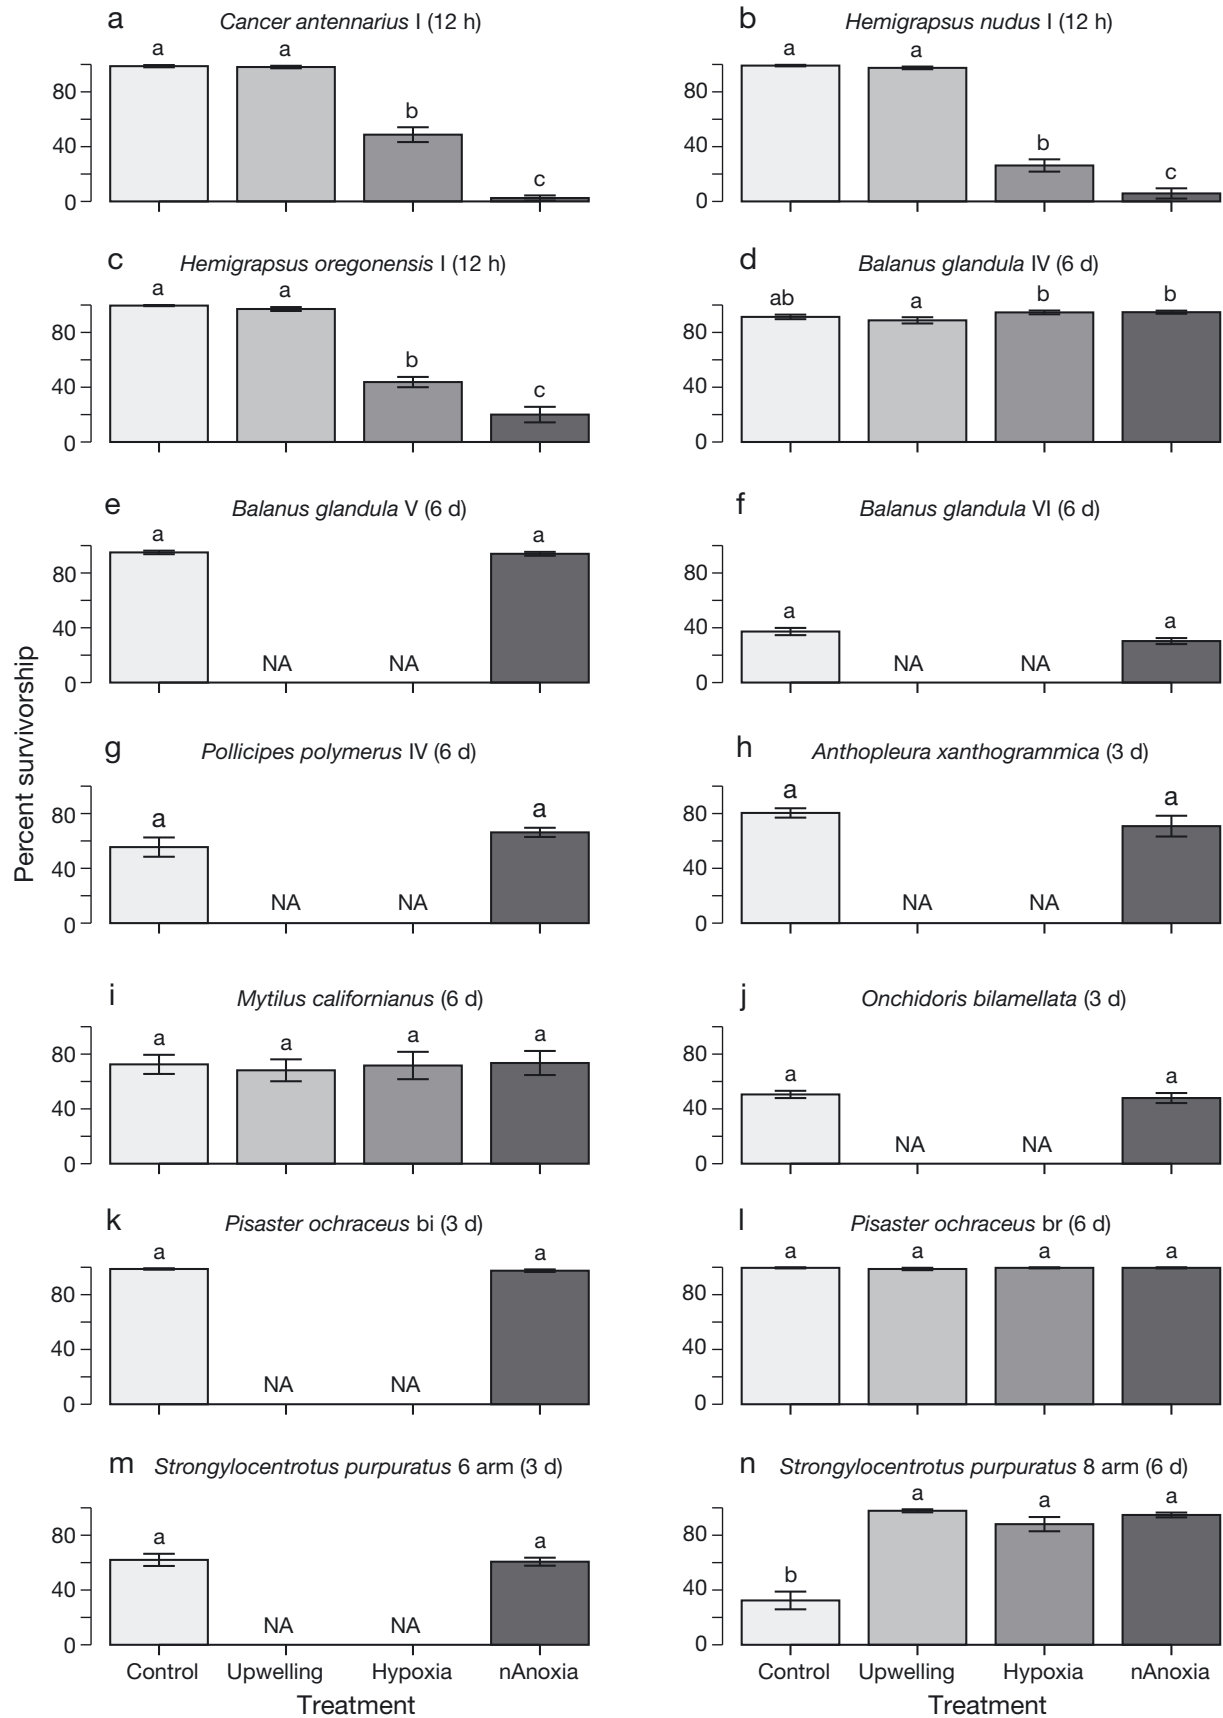 a Cancer antennarius I (12 h)
a a b c
80
40
0
b Hemigrapsus nudus I (12 h)
a a b c
80
40
0
c Hemigrapsus oregonensis I (12 h)
a a b c
80
40
0
d Balanus glandula IV (6 d)
ab a b b
80
40
0
e Balanus glandula V (6 d)
a a
80
40
NA NA
0
f Balanus glandula VI (6 d)
a a
80
40
NA NA
0
g Pollicipes polymerus IV (6 d)
a a
80
40
NA NA
0
h Anthopleura xanthogrammica (3 d)
a a
80
40
NA NA
0
i Mytilus californianus (6 d)
a a a a
80
40
0
j Onchidoris bilamellata (3 d)
a a
80
40
NA NA
0
k Pisaster ochraceus bi (3 d)
a a
80
40
NA NA
0
l Pisaster ochraceus br (6 d)
a a a a
80
40
0
m Strongylocentrotus purpuratus 6 arm (3 d)
a a
80
40
NA NA
0
n Strongylocentrotus purpuratus 8 arm (6 d)
b a a a
80
40
0
Percent survivorship
Control Upwelling Hypoxia nAnoxia
Treatment
Control Upwelling Hypoxia nAnoxia
Treatment